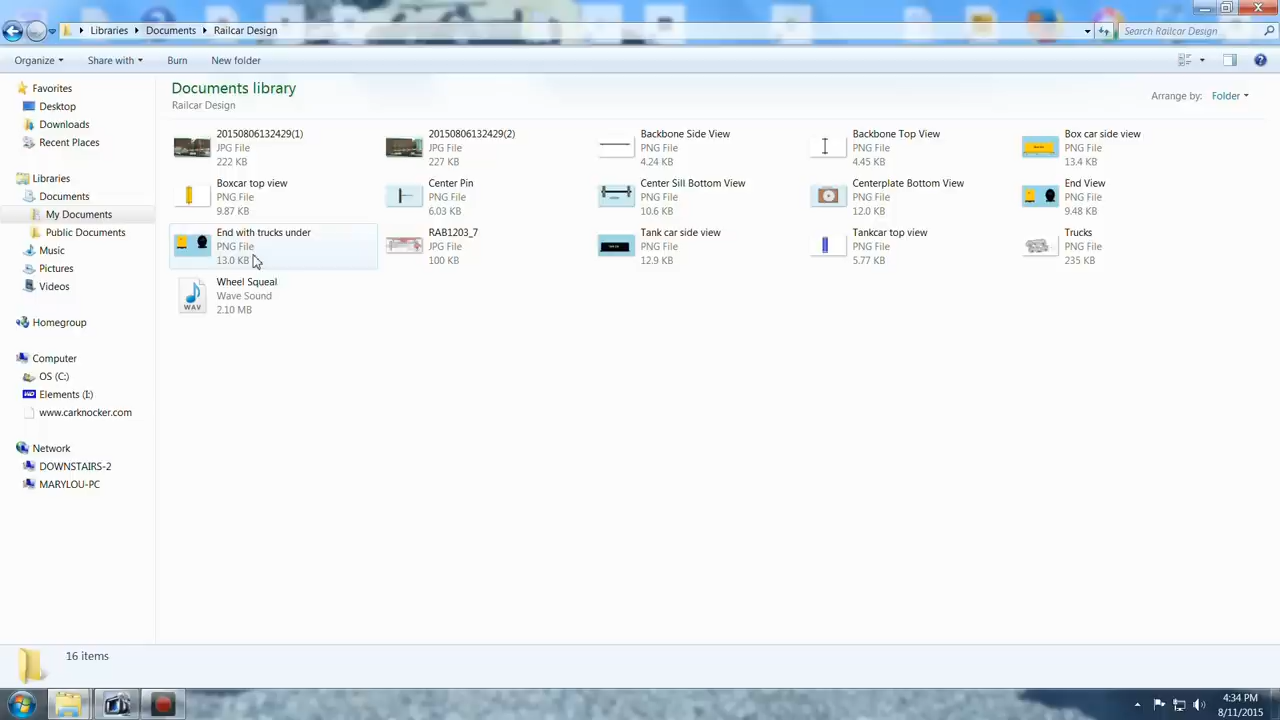 Libraries Documents Railcar Design
Search Railcar Design
Organize Share with Burn New folder
Favorites
Desktop
Downloads
Recent Places
Libraries
Documents
My Documents
Public Documents
Music
Pictures
Videos
Homegroup
Computer
OS (C:)
Elements (I:)
www.carknocker.com
Network
DOWNSTAIRS-2
MARYLOU-PC
Documents library
Railcar Design
Arrange by: Folder
20150806132429(1)
JPG File
222 KB
20150806132429(2)
JPG File
227 KB
Backbone Side View
PNG File
4.24 KB
Backbone Top View
PNG File
4.45 KB
Box car side view
PNG File
13.4 KB
Boxcar top view
PNG File
9.87 KB
Center Pin
PNG File
6.03 KB
Center Sill Bottom View
PNG File
10.6 KB
Centerplate Bottom View
PNG File
12.0 KB
End View
PNG File
9.48 KB
End with trucks under
PNG File
13.0 KB
RAB1203_7
JPG File
100 KB
Tank car side view
PNG File
12.9 KB
Tankcar top view
PNG File
5.77 KB
Trucks
PNG File
235 KB
WAV
Wheel Squeal
Wave Sound
2.10 MB
16 items
4:34 PM
8/11/2015